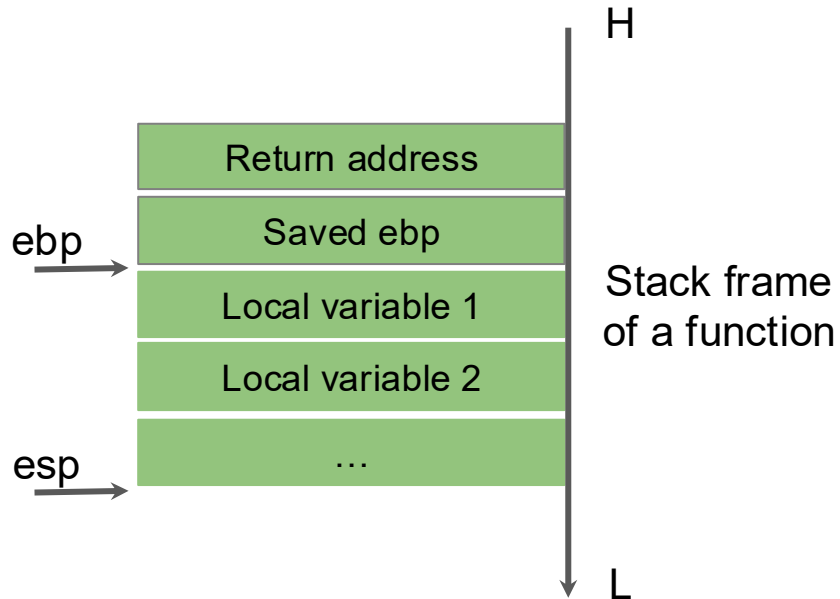 H
Return address
ebp
Saved ebp
Local variable 1
Stack frame
of a function
Local variable 2
esp
…
L